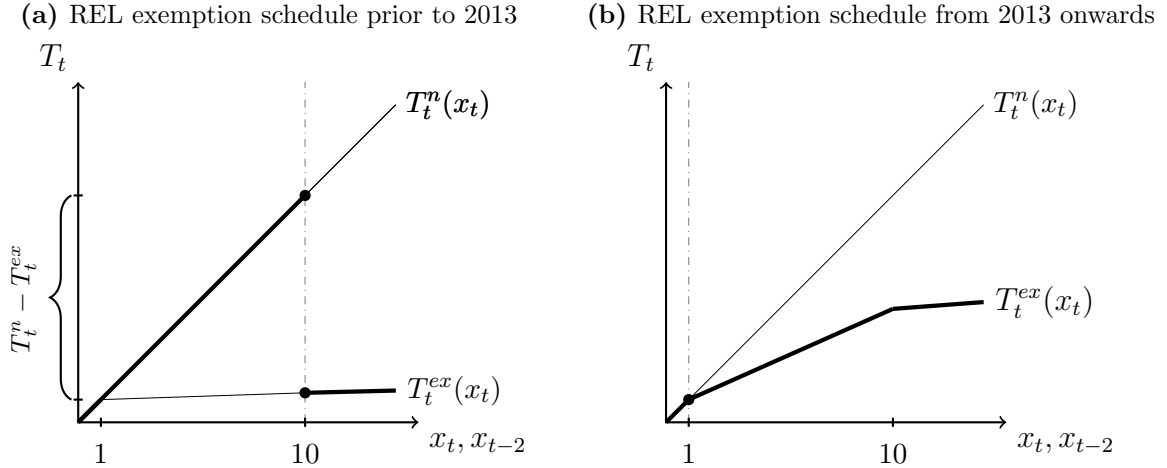 (a) REL exemption schedule prior to 2013
T_t
T_t^n(x_t)
T_t^n − T_t^{ex}
T_t^{ex}(x_t)
1
10
x_t, x_{t−2}
(b) REL exemption schedule from 2013 onwards
T_t
T_t^n(x_t)
T_t^{ex}(x_t)
1
10
x_t, x_{t−2}